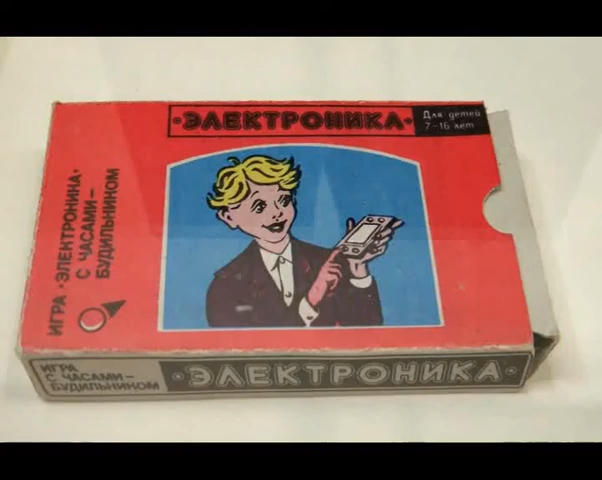 ·ЭЛЕКТРОНИКА·
Для детей
7-16 лет
ИГРА·ЭЛЕКТРОНИКА·
С ЧАСАМИ-
БУДИЛЬНИКОМ
ИГРА
С ЧАСАМИ-
БУДИЛЬНИКОМ
·ЭЛЕКТРОНИКА·